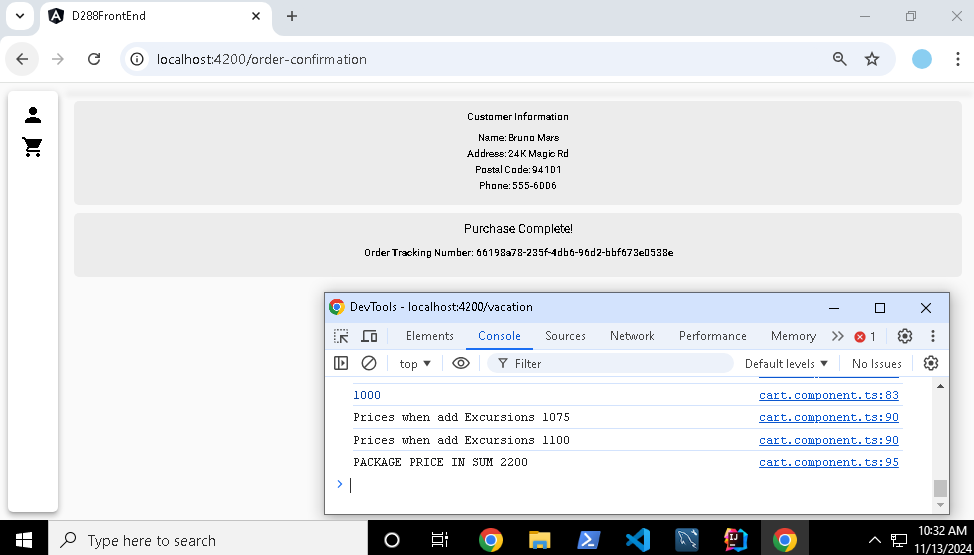 D288FrontEnd
localhost:4200/order-confirmation
Customer Information
Name: Bruno Mars
Address: 24K Magic Rd
Postal Code: 94101
Phone: 555-6006
Purchase Complete!
Order Tracking Number: 66198a78-235f-4db6-96d2-bbf673e0538e
DevTools - localhost:4200/vacation
Elements Console Sources Network Performance Memory 1
top Filter Default levels No Issues
1000 cart.component.ts:83
Prices when add Excursions 1075 cart.component.ts:90
Prices when add Excursions 1100 cart.component.ts:90
PACKAGE PRICE IN SUM 2200 cart.component.ts:95
Type here to search
10:32 AM
11/13/2024